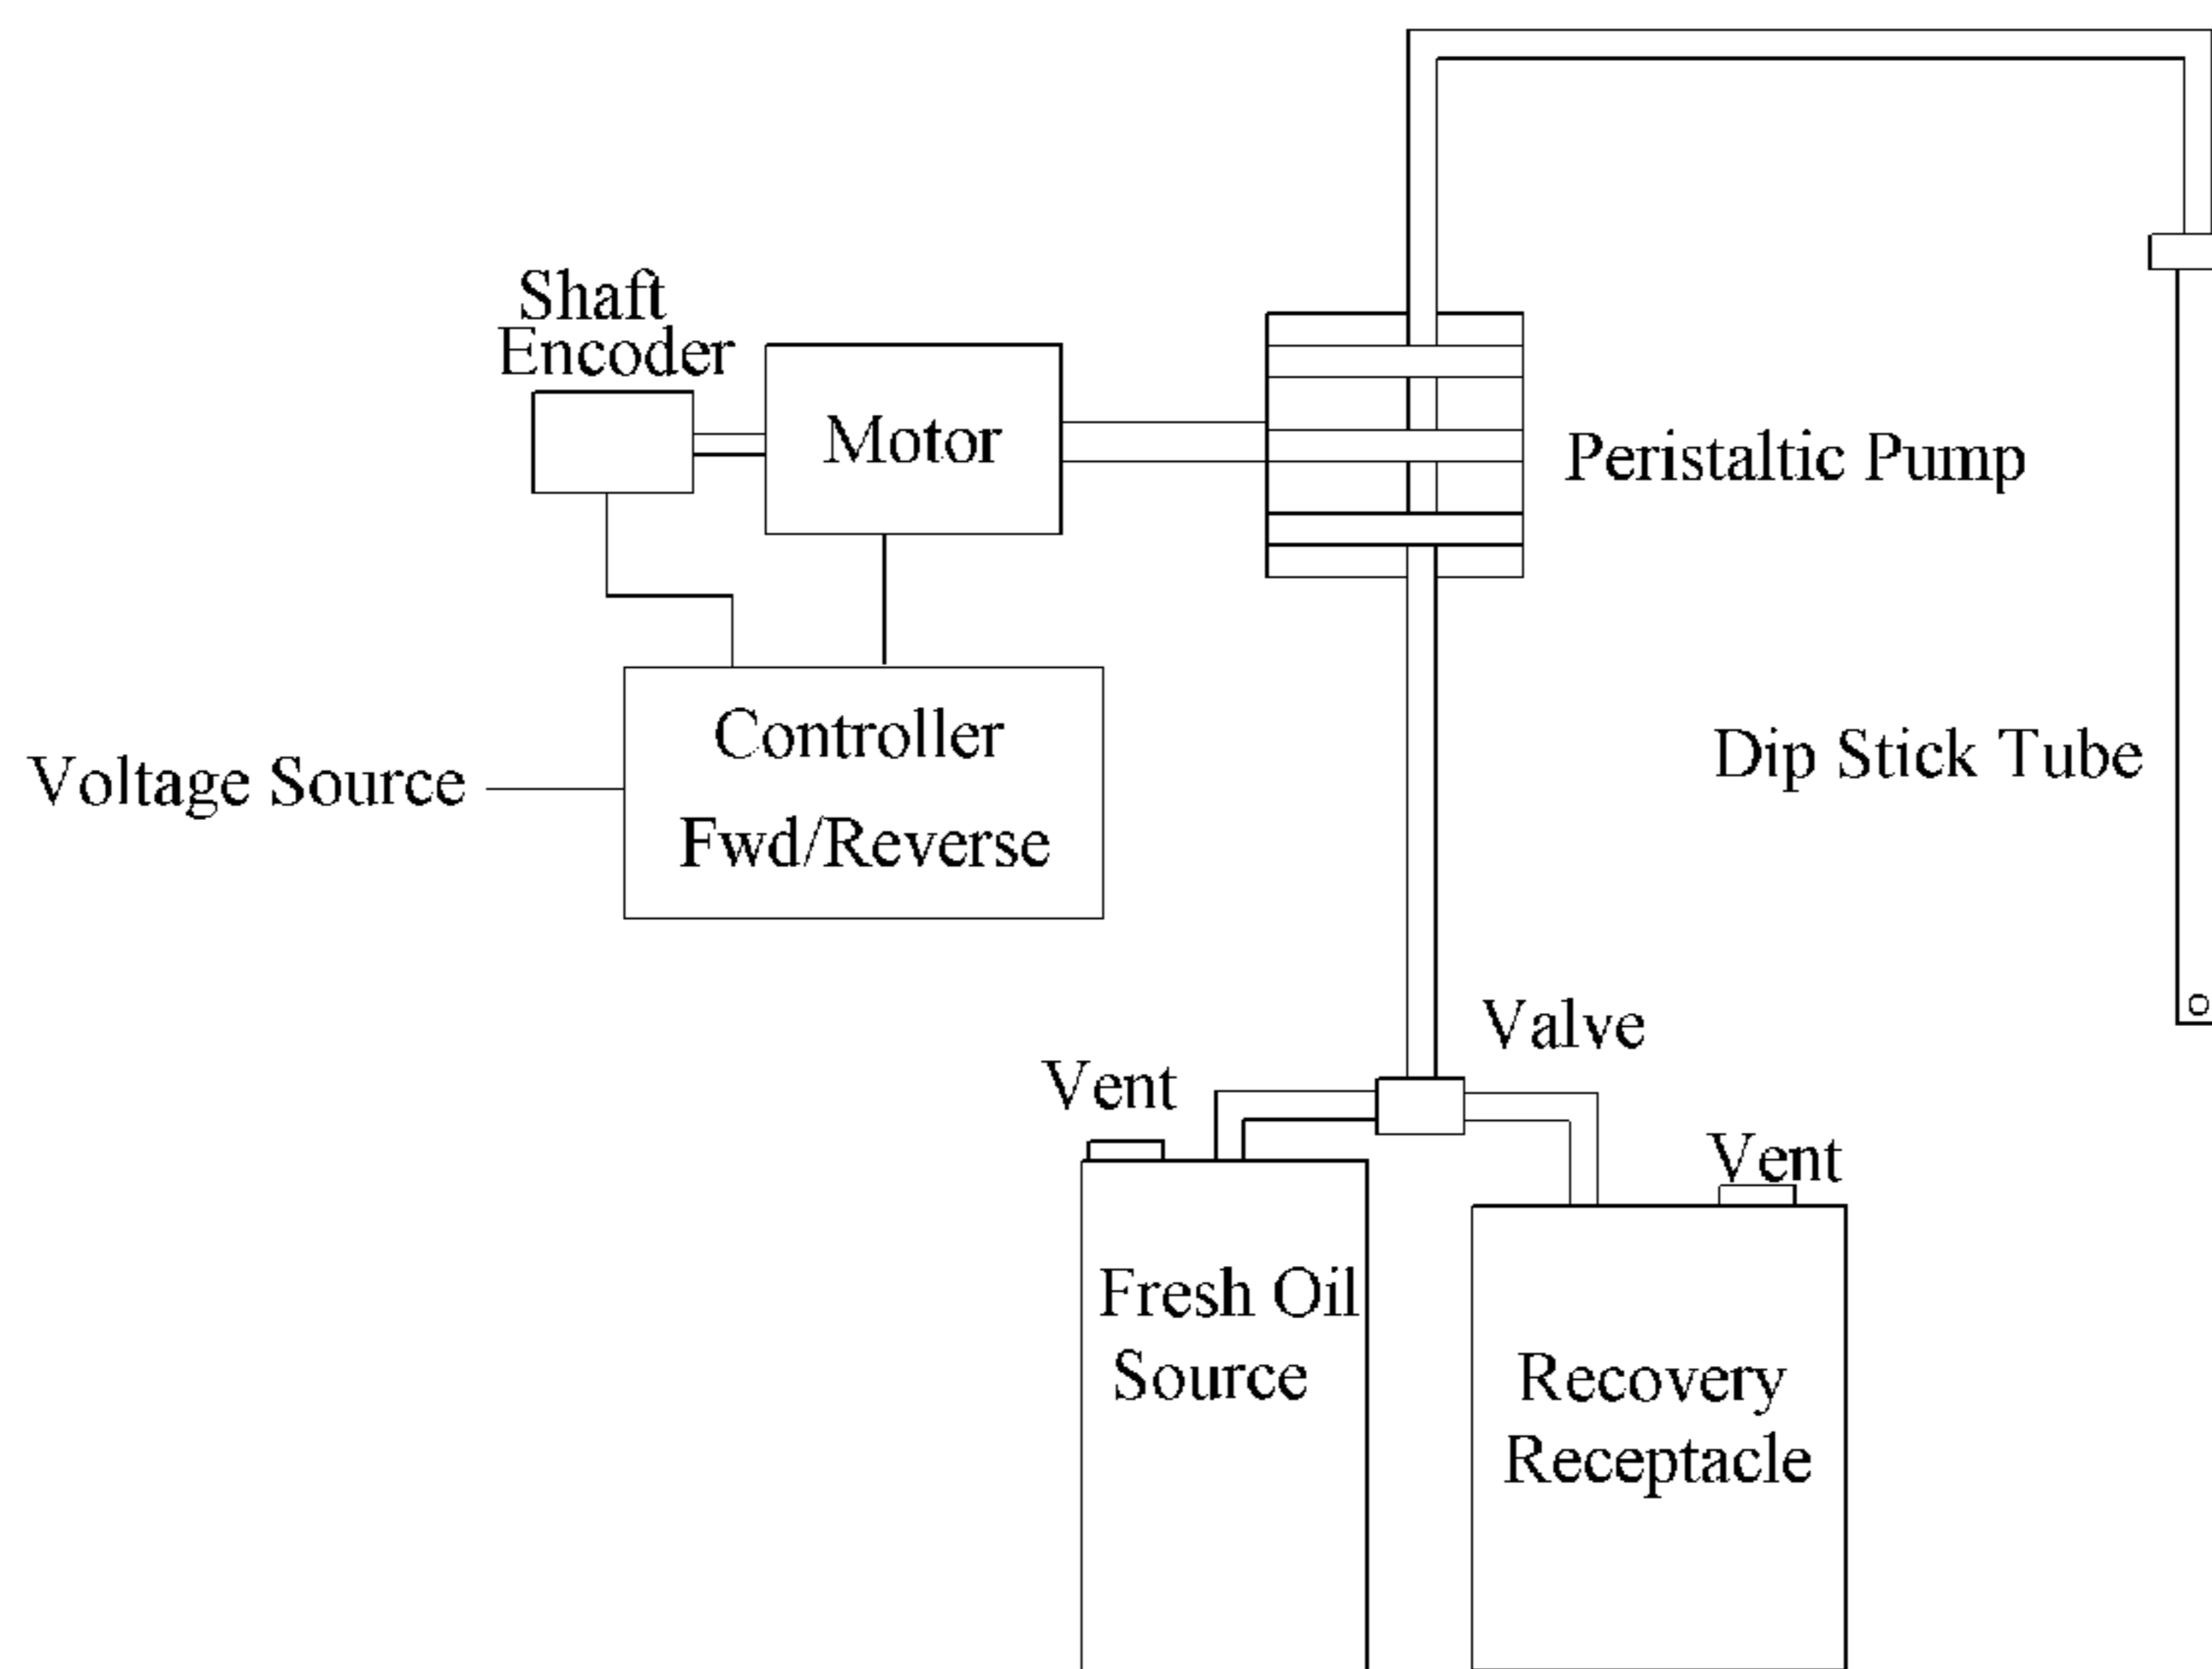 Shaft
Encoder
Motor
Peristaltic Pump
Controller
Fwd/Reverse
Voltage Source
Dip Stick Tube
Valve
Vent
Vent
Fresh Oil
Source
Recovery
Receptacle